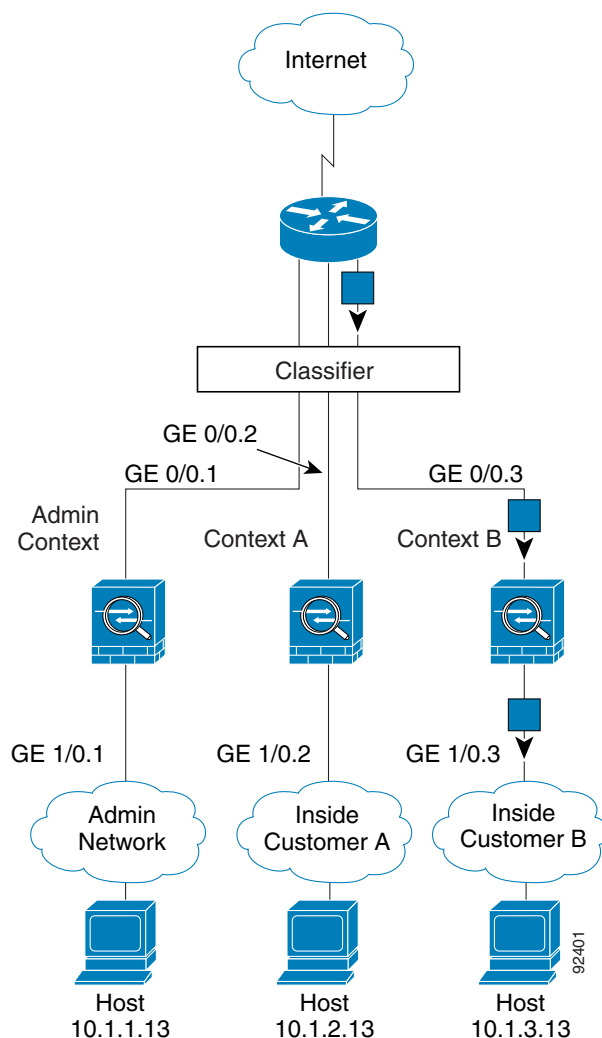 Internet
Classifier
GE 0/0.2
GE 0/0.1
GE 0/0.3
Admin
Context
Context A
Context B
GE 1/0.1
GE 1/0.2
GE 1/0.3
Admin
Network
Inside
Customer A
Inside
Customer B
92401
Host
10.1.1.13
Host
10.1.2.13
Host
10.1.3.13